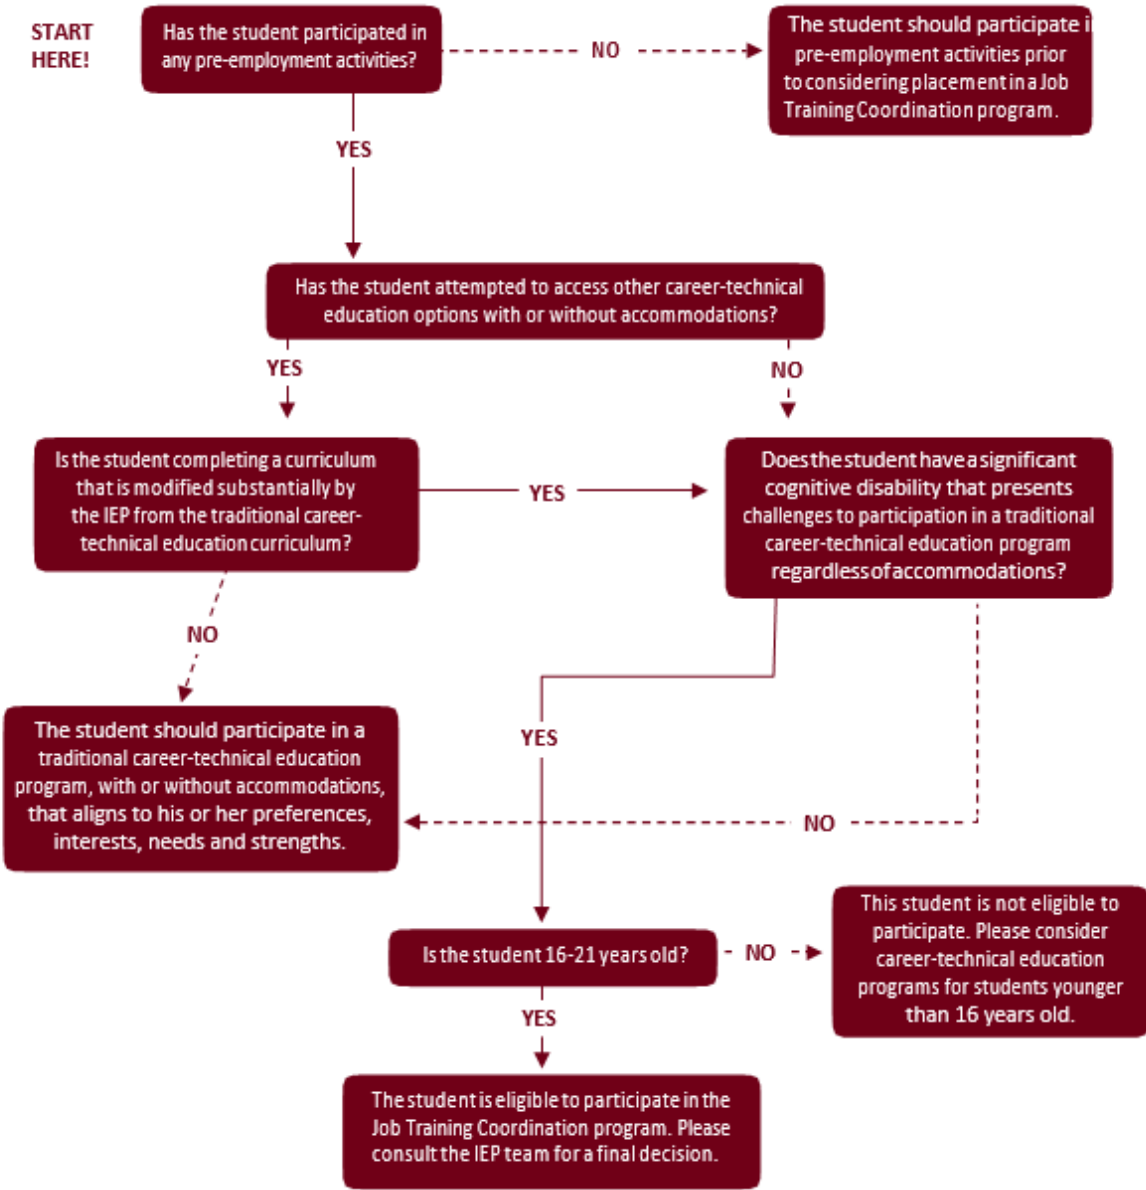 START
HERE!
Has the student participated in
any pre-employment activities?
NO
The student should participate i
pre-employment activities prior
to considering placement in a Job
Training Coordination program.
YES
Has the student attempted to access other career-technical
education options with or without accommodations?
YES
NO
Is the student completing a curriculum
that is modified substantially by
the IEP from the traditional career-
technical education curriculum?
YES
Does the student have a significant
cognitive disability that presents
challenges to participation in a traditional
career-technical education program
regardless of accommodations?
NO
The student should participate in a
traditional career-technical education
program, with or without accommodations,
that aligns to his or her preferences,
interests, needs and strengths.
YES
NO
Is the student 16-21 years old?
NO
This student is not eligible to
participate. Please consider
career-technical education
programs for students younger
than 16 years old.
YES
The student is eligible to participate in the
Job Training Coordination program. Please
consult the IEP team for a final decision.